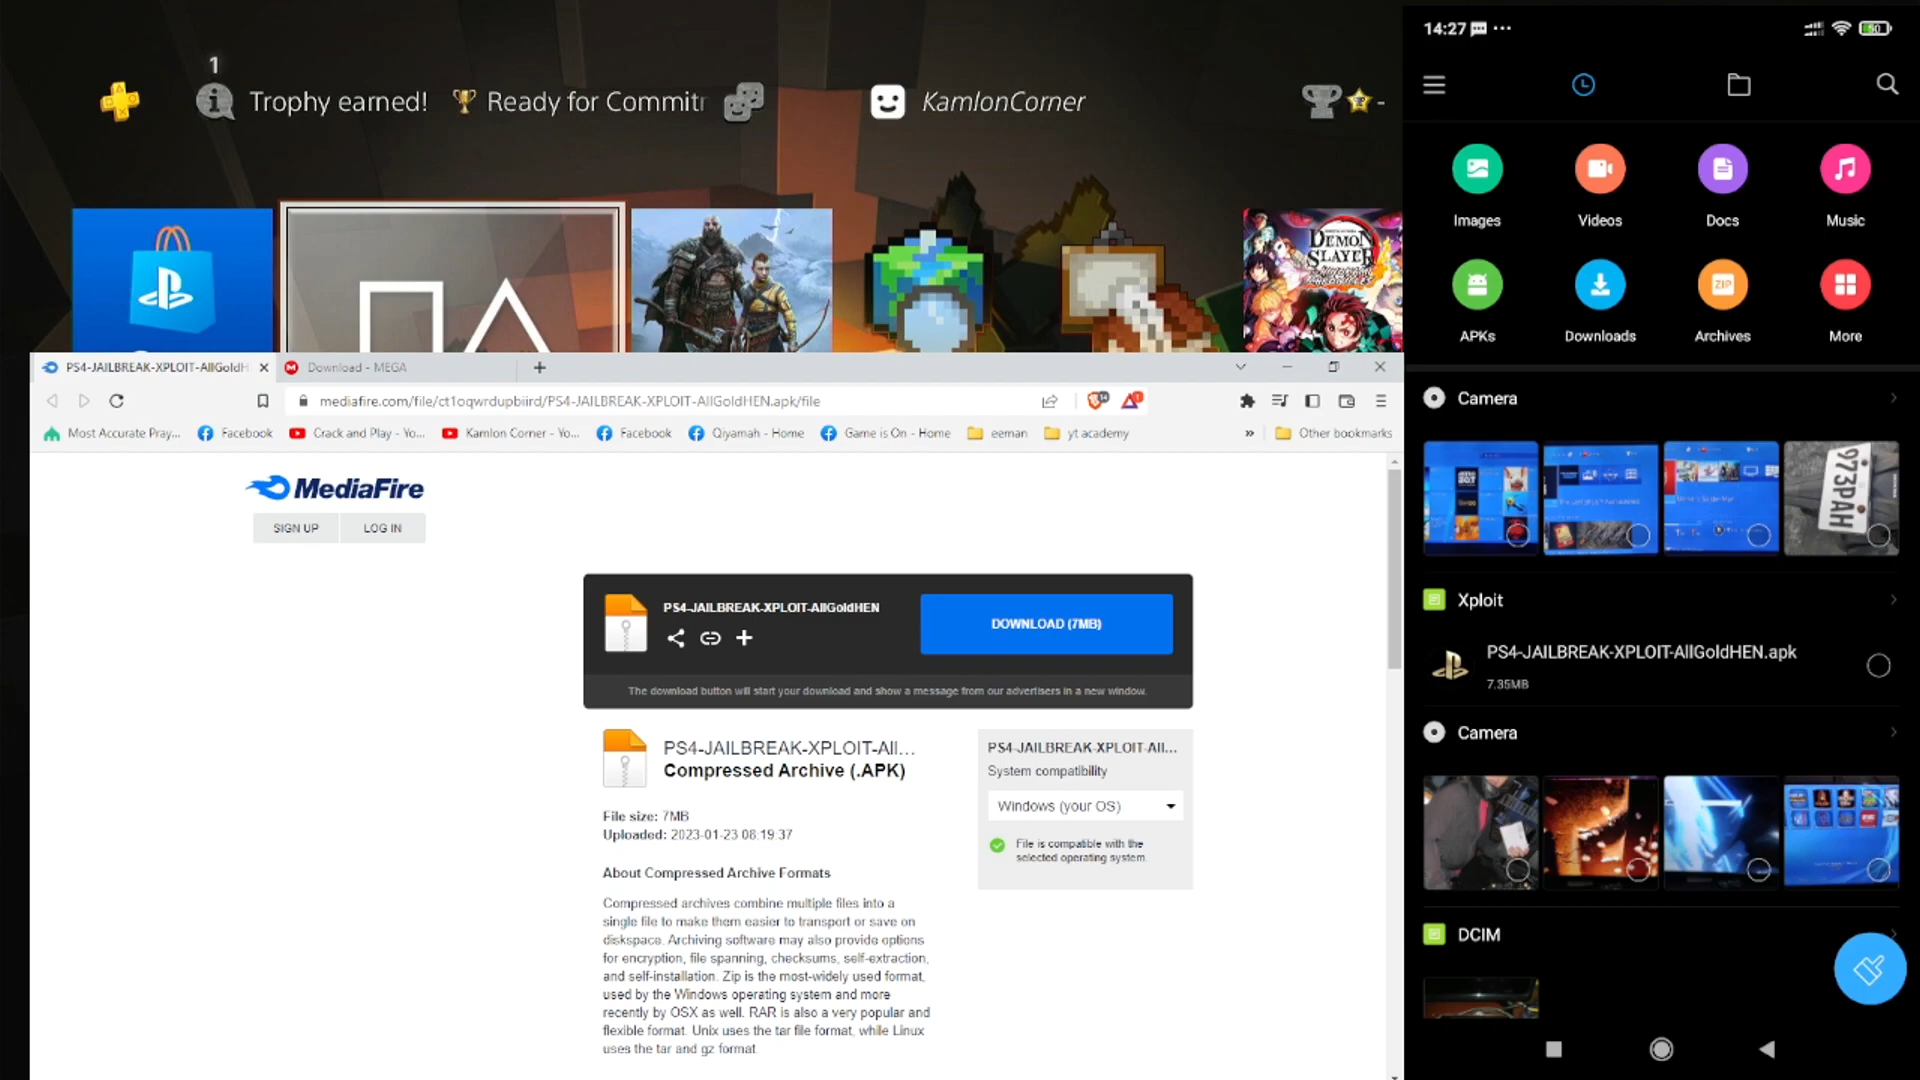 1
Trophy earned!
Ready for Commitr
KamlonCorner
-
DEMON
SLAYER
PS4-JAILBREAK-XPLOIT-AllGoldH
Download - MEGA
mediafire.com/file/ct1oqwrdupbiird/PS4-JAILBREAK-XPLOIT-AllGoldHEN.apk/file
Most Accurate Pray...
Facebook
Crack and Play - Yo...
Kamlon Corner - Yo...
Facebook
Qiyamah - Home
Game is On - Home
eeman
yt academy
»
Other bookmarks
MediaFire
SIGN UP
LOG IN
PS4-JAILBREAK-XPLOIT-AllGoldHEN
DOWNLOAD (7MB)
The download button will start your download and show a message from our advertisers in a new window.
PS4-JAILBREAK-XPLOIT-All...
Compressed Archive (.APK)
File size: 7MB
Uploaded: 2023-01-23 08:19:37
About Compressed Archive Formats
Compressed archives combine multiple files into a
single file to make them easier to transport or save on
diskspace. Archiving software may also provide options
for encryption, file spanning, checksums, self-extraction,
and self-installation. Zip is the most-widely used format,
used by the Windows operating system and more
recently by OSX as well. RAR is also a very popular and
flexible format. Unix uses the tar file format, while Linux
uses the tar and gz format.
PS4-JAILBREAK-XPLOIT-All...
System compatibility
Windows (your OS)
File is compatible with the
selected operating system.
14:27
Images
Videos
Docs
Music
ZIP
APKs
Downloads
Archives
More
Camera
973PAH
Xploit
PS4-JAILBREAK-XPLOIT-AllGoldHEN.apk
7.35MB
Camera
DCIM